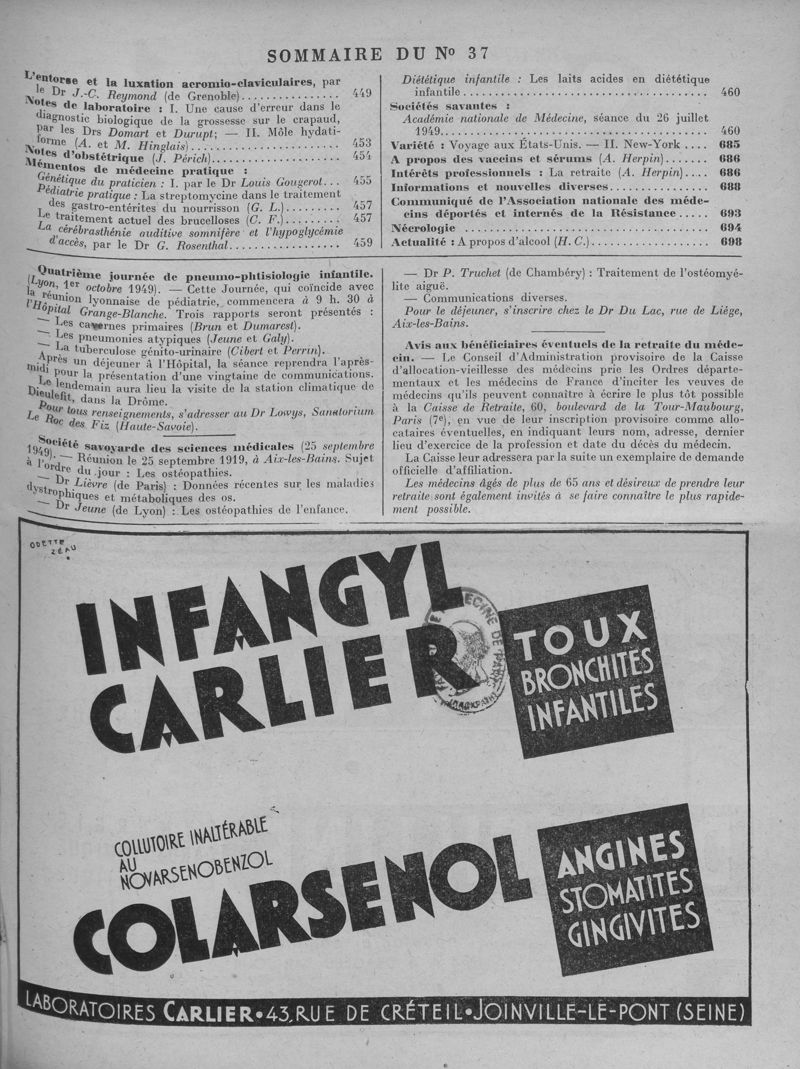 SOMMAIRE DU No 37
L'entorse et la luxation acromio-claviculaires, par
le Dr J.-C. Reymond (de Grenoble).................. 449
Notes de laboratoire : I. Une cause d'erreur dans le
diagnostic biologique de la grossesse sur le crapaud,
par les Drs Domart et Durupt; — II. Môle hydati-
forme (A. et M. Hinglais)........................ 453
Notes d'obstétrique (J. Périch)..................... 454
Mémentos de médecine pratique :
Génétique du praticien : I. par le Dr Louis Gougerot... 455
Pédiatrie pratique : La streptomycine dans le traitement
des gastro-entérites du nourrisson (G. L.).......... 457
Le traitement actuel des brucelloses (C. F.)......... 457
La cérébrasthénie auditive somnifère et l'hypoglycémie
d'accès, par le Dr G. Rosenthal.................. 459
Diététique infantile : Les laits acides en diététique
infantile........................................ 460
Sociétés savantes :
Académie nationale de Médecine, séance du 26 juillet
1949............................................ 460
Variété : Voyage aux États-Unis. — II. New-York .... 685
A propos des vaccins et sérums (A. Herpin)....... 686
Intérêts professionnels : La retraite (A. Herpin).... 686
Informations et nouvelles diverses............... 688
Communiqué de l'Association nationale des méde-
cins déportés et internés de la Résistance..... 693
Nécrologie ...................................... 694
Actualité : A propos d'alcool (H. C.).................. 698
Quatrième journée de pneumo-phtisiologie infantile.
(Lyon, 1er octobre 1949). — Cette Journée, qui coïncide avec
la réunion lyonnaise de pédiatrie, commencera à 9 h. 30 à
l'Hôpital Grange-Blanche. Trois rapports seront présentés :
— Les cavernes primaires (Brun et Dumarest).
— Les pneumonies atypiques (Jeune et Galy).
— La tuberculose génito-urinaire (Cibert et Perrin).
Après un déjeuner à l'Hôpital, la séance reprendra l'après-
midi pour la présentation d'une vingtaine de communications.
Le lendemain aura lieu la visite de la station climatique de
Dieulefit, dans la Drôme.
Pour tous renseignements, s'adresser au Dr Lowys, Sanatorium
Le Roc des Fiz (Haute-Savoie).
Société savoyarde des sciences médicales (25 septembre
1949). — Réunion le 25 septembre 1919, à Aix-les-Bains. Sujet
à l'ordre du jour : Les ostéopathies.
— Dr Lièvre (de Paris) : Données récentes sur les maladies
dystrophiques et métaboliques des os.
— Dr Jeune (de Lyon) : Les ostéopathies de l'enfance.
— Dr P. Truchet (de Chambéry) : Traitement de l'ostéomyé-
lite aiguë.
— Communications diverses.
Pour le déjeuner, s'inscrire chez le Dr Du Lac, rue de Liége,
Aix-les-Bains.
Avis aux bénéficiaires éventuels de la retraite du méde-
cin. — Le Conseil d'Administration provisoire de la Caisse
d'allocation-vieillesse des médecins prie les Ordres départe-
mentaux et les médecins de France d'inciter les veuves de
médecins qu'ils peuvent connaître à écrire le plus tôt possible
à la Caisse de Retraite, 60, boulevard de la Tour-Maubourg,
Paris (7e), en vue de leur inscription provisoire comme allo-
cataires éventuelles, en indiquant leurs nom, adresse, dernier
lieu d'exercice de la profession et date du décès du médecin.
La Caisse leur adressera par la suite un exemplaire de demande
officielle d'affiliation.
Les médecins âgés de plus de 65 ans et désireux de prendre leur
retraite sont également invités à se faire connaître le plus rapide-
ment possible.
ODETTE
ZÉAU
INFANGYL
CARLIER
TOUX
BRONCHITES
INFANTILES
COLLUTOIRE INALTÉRABLE
AU
NOVARSENOBENZOL
COLARSENOL
ANGINES
STOMATITES
GINGIVITES
LABORATOIRES CARLIER•43, RUE DE CRÉTEIL•JOINVILLE-LE-PONT (SEINE)